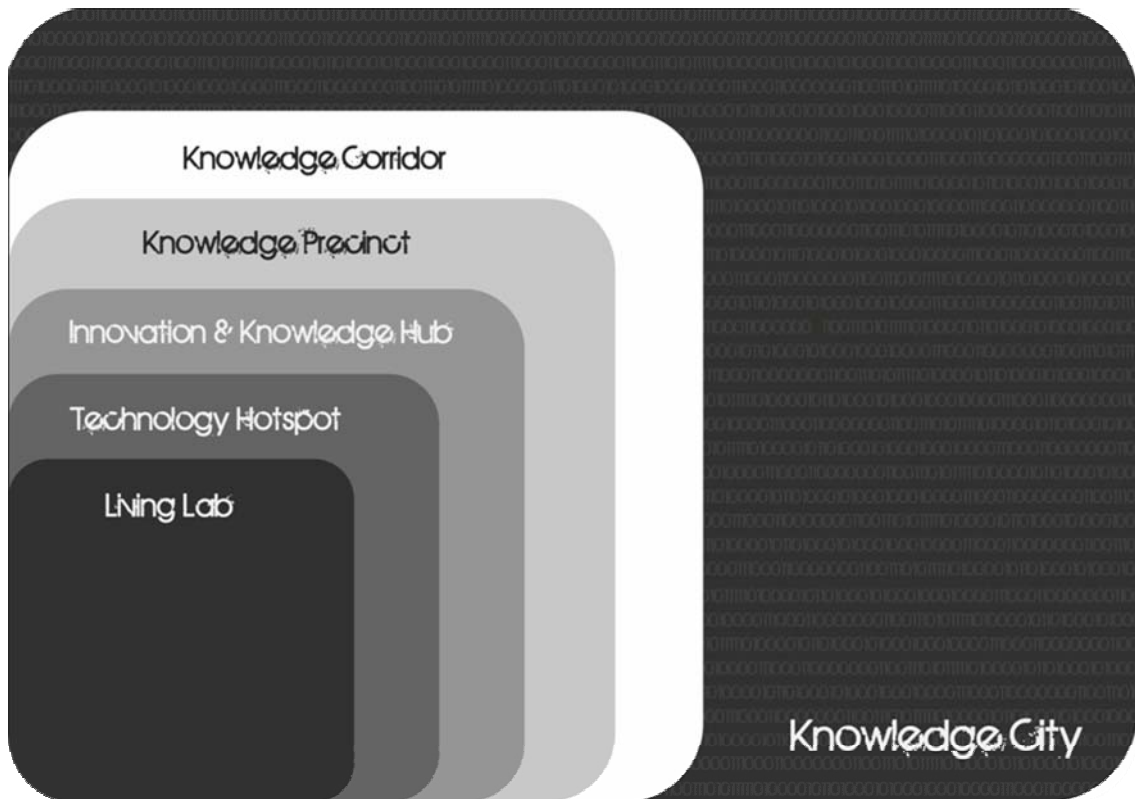 Knowledge Corridor
Knowledge Precinct
Innovation & Knowledge Hub
Technology Hotspot
Living Lab
Knowledge City